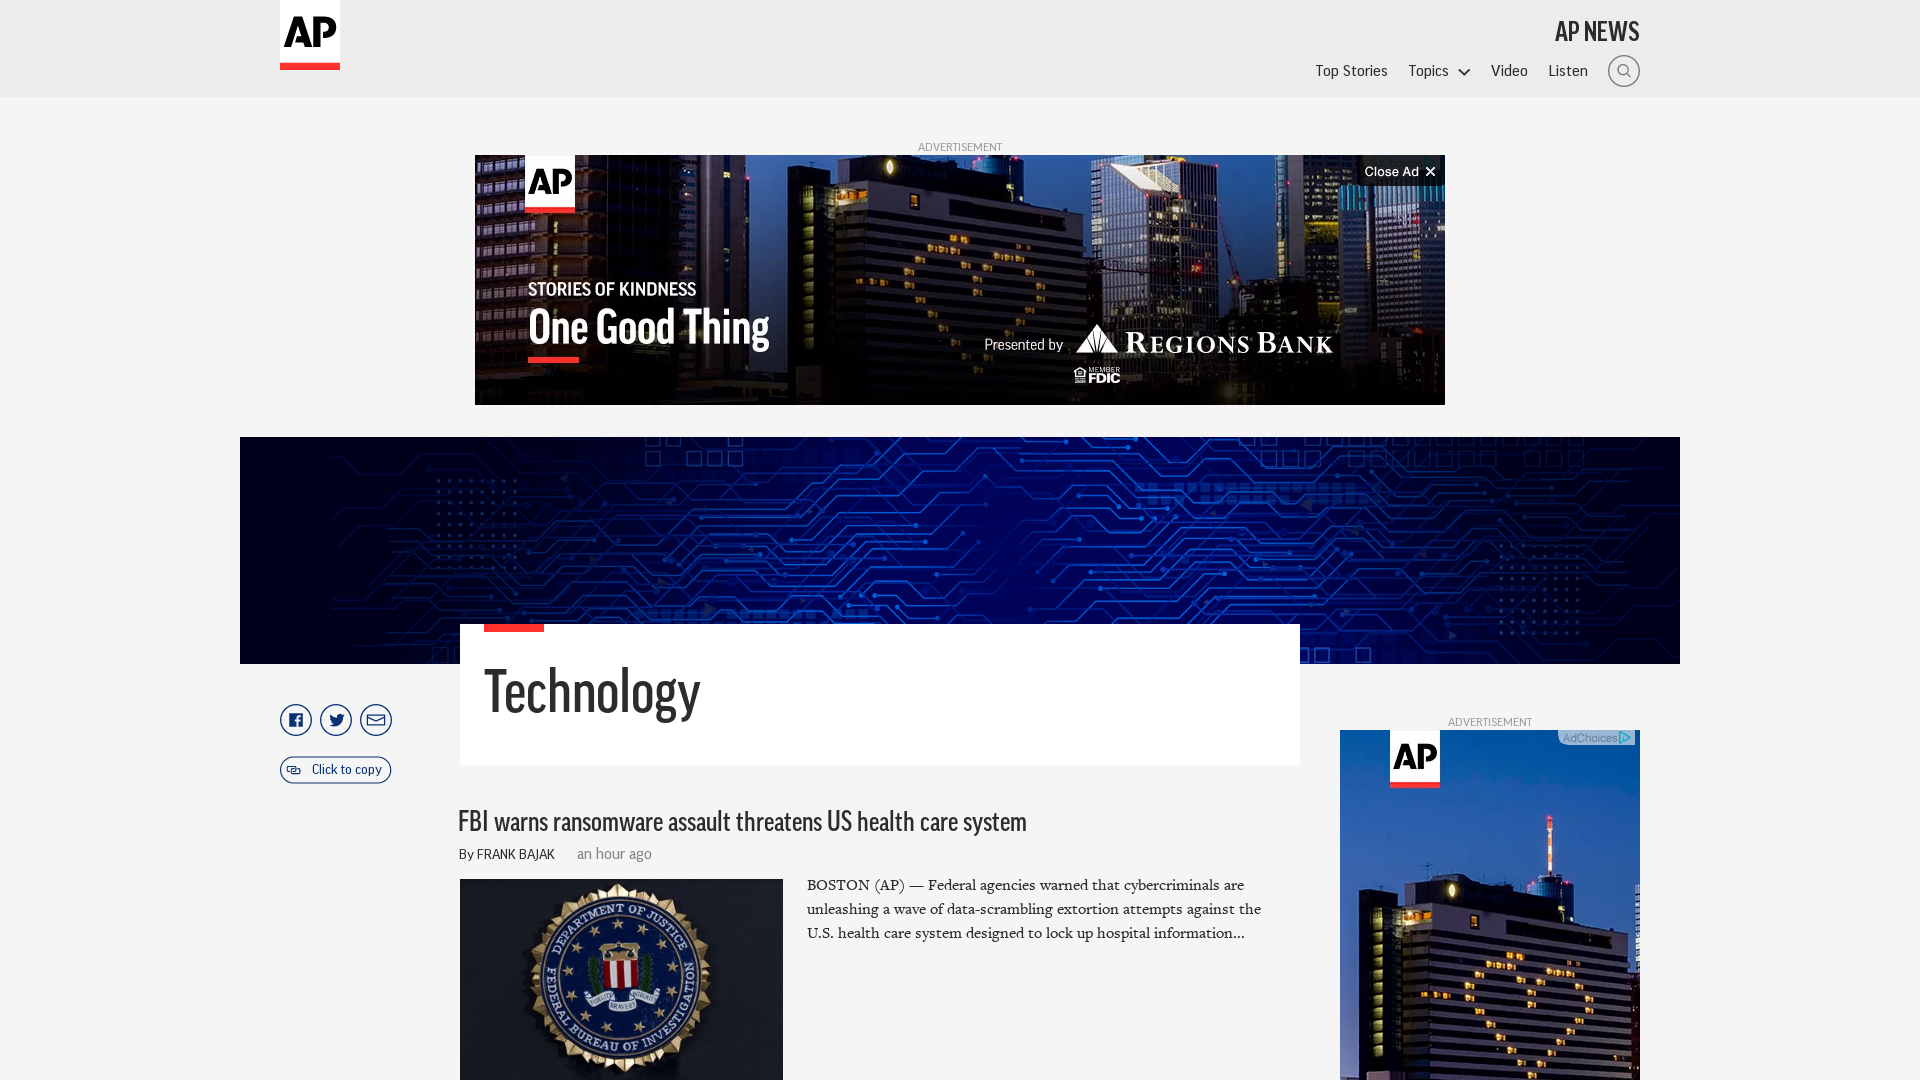 AP
AP NEWS
Top Stories
Topics
Video
Listen
ADVERTISEMENT
AP
Close Ad
STORIES OF KINDNESS
One Good Thing
Presented by
REGIONS BANK
MEMBER
FDIC
Technology
Click to copy
ADVERTISEMENT
AdChoices
AP
FBI warns ransomware assault threatens US health care system
By FRANK BAJAK
an hour ago
DEPARTMENT OF JUSTICE
FIDELITY BRAVERY INTEGRITY
FEDERAL BUREAU OF INVESTIGATION
BOSTON (AP) — Federal agencies warned that cybercriminals are
unleashing a wave of data-scrambling extortion attempts against the
U.S. health care system designed to lock up hospital information...